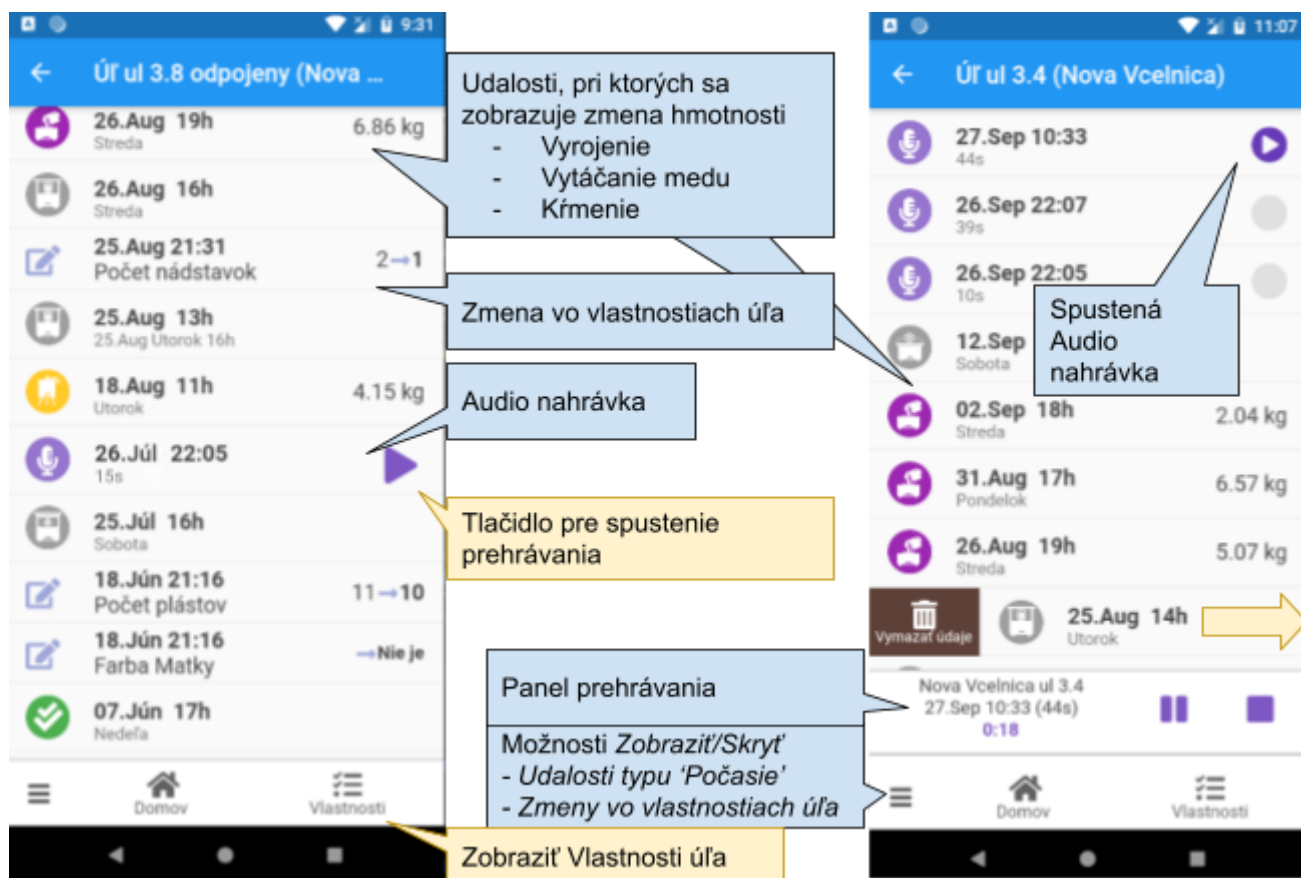 9:31
Úľ ul 3.8 odpojeny (Nova ...
26.Aug 19h
6.86 kg
Streda
26.Aug 16h
Streda
25.Aug 21:31
Počet nádstavok
2→1
25.Aug 13h
25.Aug Utorok 16h
18.Aug 11h
4.15 kg
Utorok
26.Júl 22:05
15s
25.Júl 16h
Sobota
18.Jún 21:16
Počet plástov
11→10
18.Jún 21:16
Farba Matky
→Nie je
07.Jún 17h
Nedeľa
Domov
Vlastnosti
Udalosti, pri ktorých sa
zobrazuje zmena hmotnosti
- Vyrojenie
- Vytáčanie medu
- Kŕmenie
Zmena vo vlastnostiach úľa
Audio nahrávka
Tlačidlo pre spustenie
prehrávania
Panel prehrávania
Možnosti Zobraziť/Skryť
- Udalosti typu ‘Počasie’
- Zmeny vo vlastnostiach úľa
Zobraziť Vlastnosti úľa
11:07
Úľ ul 3.4 (Nova Vcelnica)
27.Sep 10:33
44s
26.Sep 22:07
39s
26.Sep 22:05
10s
Spustená
Audio
nahrávka
12.Sep
Sobota
02.Sep 18h
2.04 kg
Streda
31.Aug 17h
6.57 kg
Pondelok
26.Aug 19h
5.07 kg
Streda
Vymazať údaje
25.Aug 14h
Utorok
Nova Vcelnica ul 3.4
27.Sep 10:33 (44s)
0:18
Domov
Vlastnosti